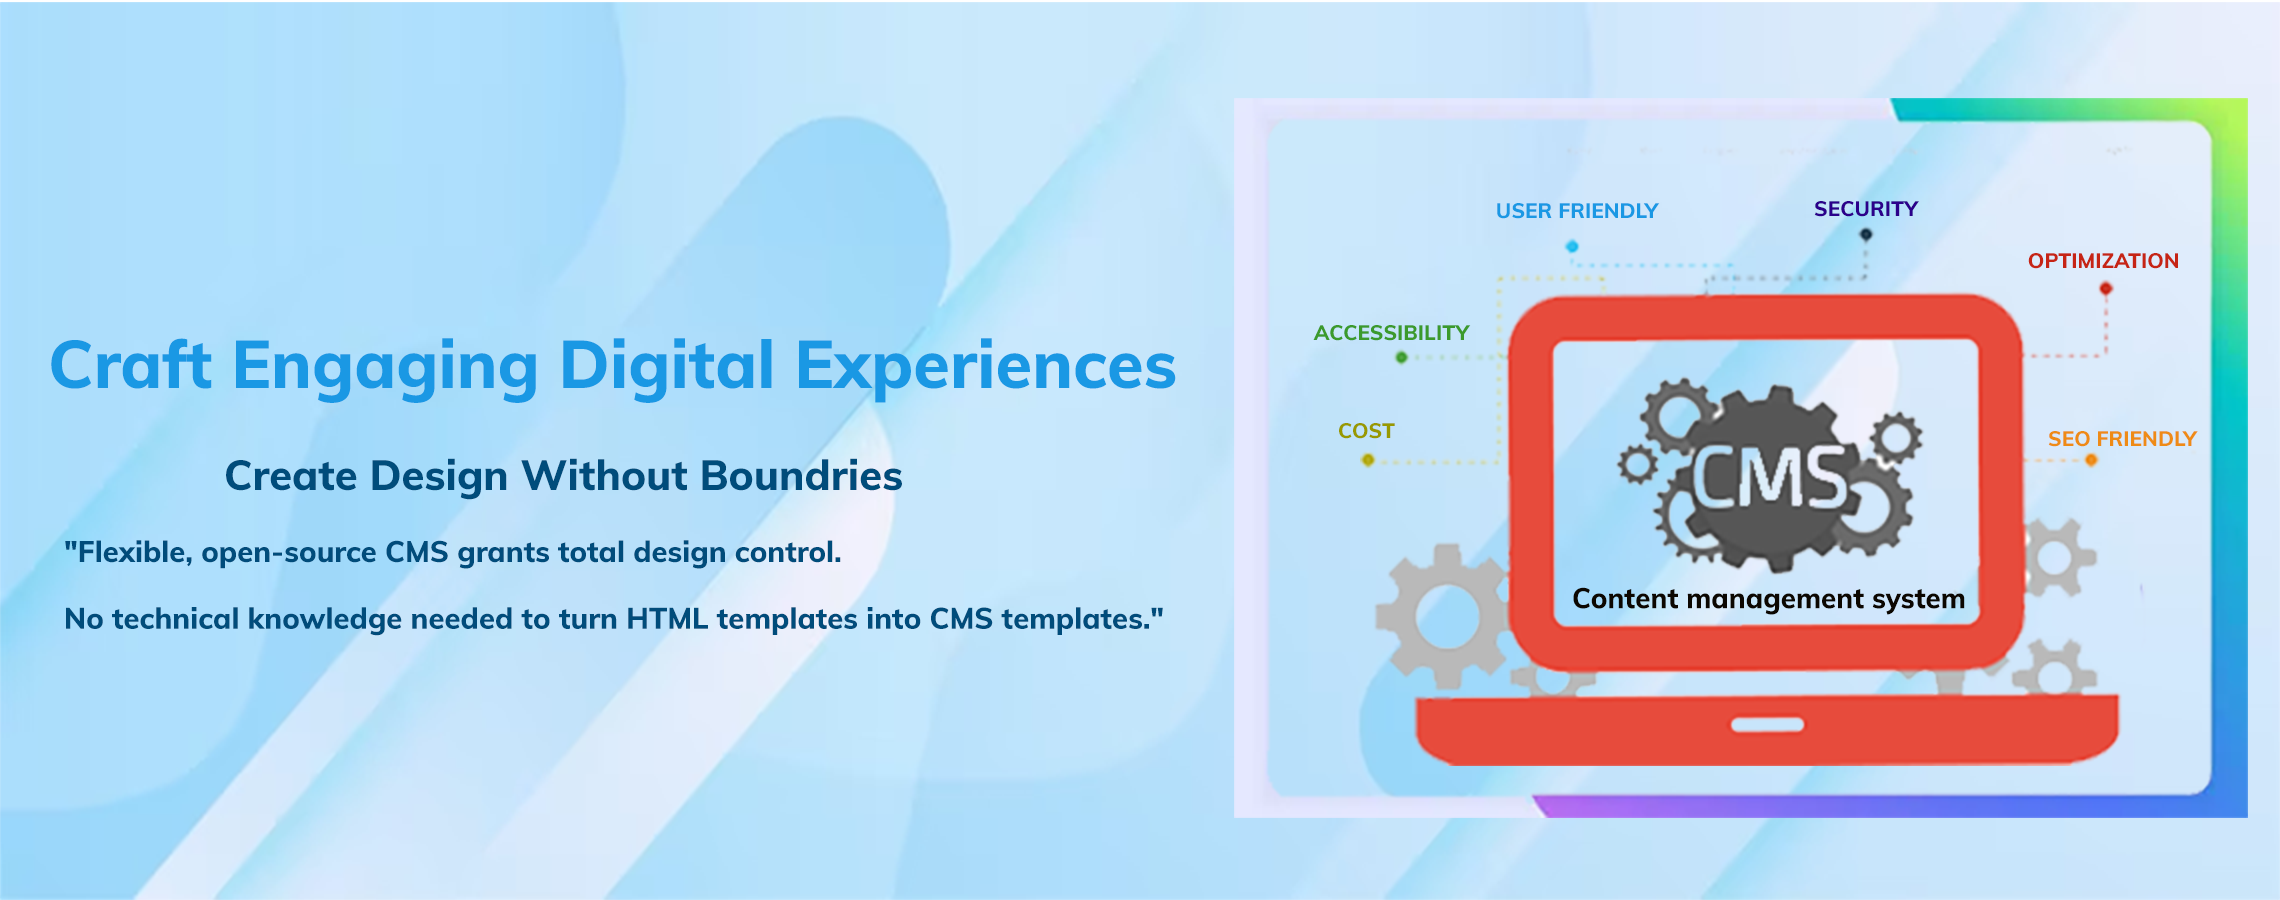 Craft Engaging Digital Experiences
Create Design Without Boundries
"Flexible, open-source CMS grants total design control.
No technical knowledge needed to turn HTML templates into CMS templates."
USER FRIENDLY
SECURITY
OPTIMIZATION
ACCESSIBILITY
COST
SEO FRIENDLY
CMS
Content management system